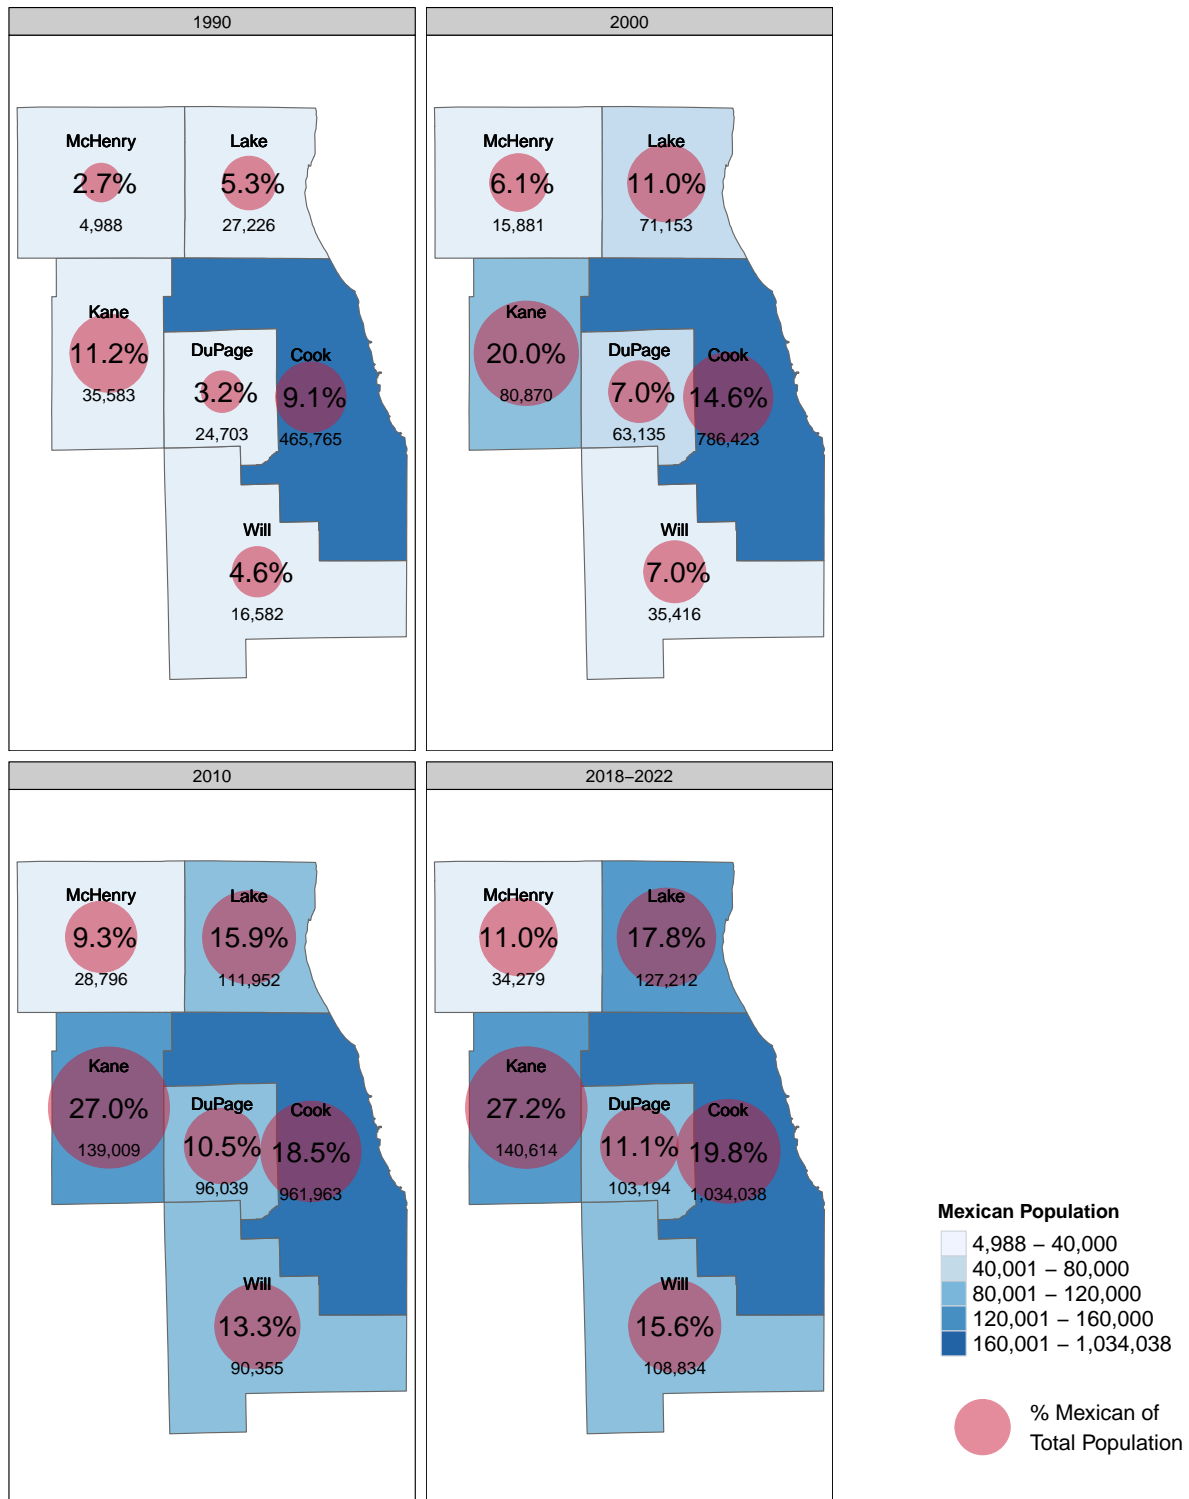 1990
McHenry
2.7%
4,988
Lake
5.3%
27,226
Kane
11.2%
35,583
DuPage
3.2%
24,703
Cook
9.1%
465,765
Will
4.6%
16,582
2000
McHenry
6.1%
15,881
Lake
11.0%
71,153
Kane
20.0%
80,870
DuPage
7.0%
63,135
Cook
14.6%
786,423
Will
7.0%
35,416
2010
McHenry
9.3%
28,796
Lake
15.9%
111,952
Kane
27.0%
139,009
DuPage
10.5%
96,039
Cook
18.5%
961,963
Will
13.3%
90,355
2018–2022
McHenry
11.0%
34,279
Lake
17.8%
127,212
Kane
27.2%
140,614
DuPage
11.1%
103,194
Cook
19.8%
1,034,038
Will
15.6%
108,834
Mexican Population
4,988 – 40,000
40,001 – 80,000
80,001 – 120,000
120,001 – 160,000
160,001 – 1,034,038
% Mexican of
Total Population